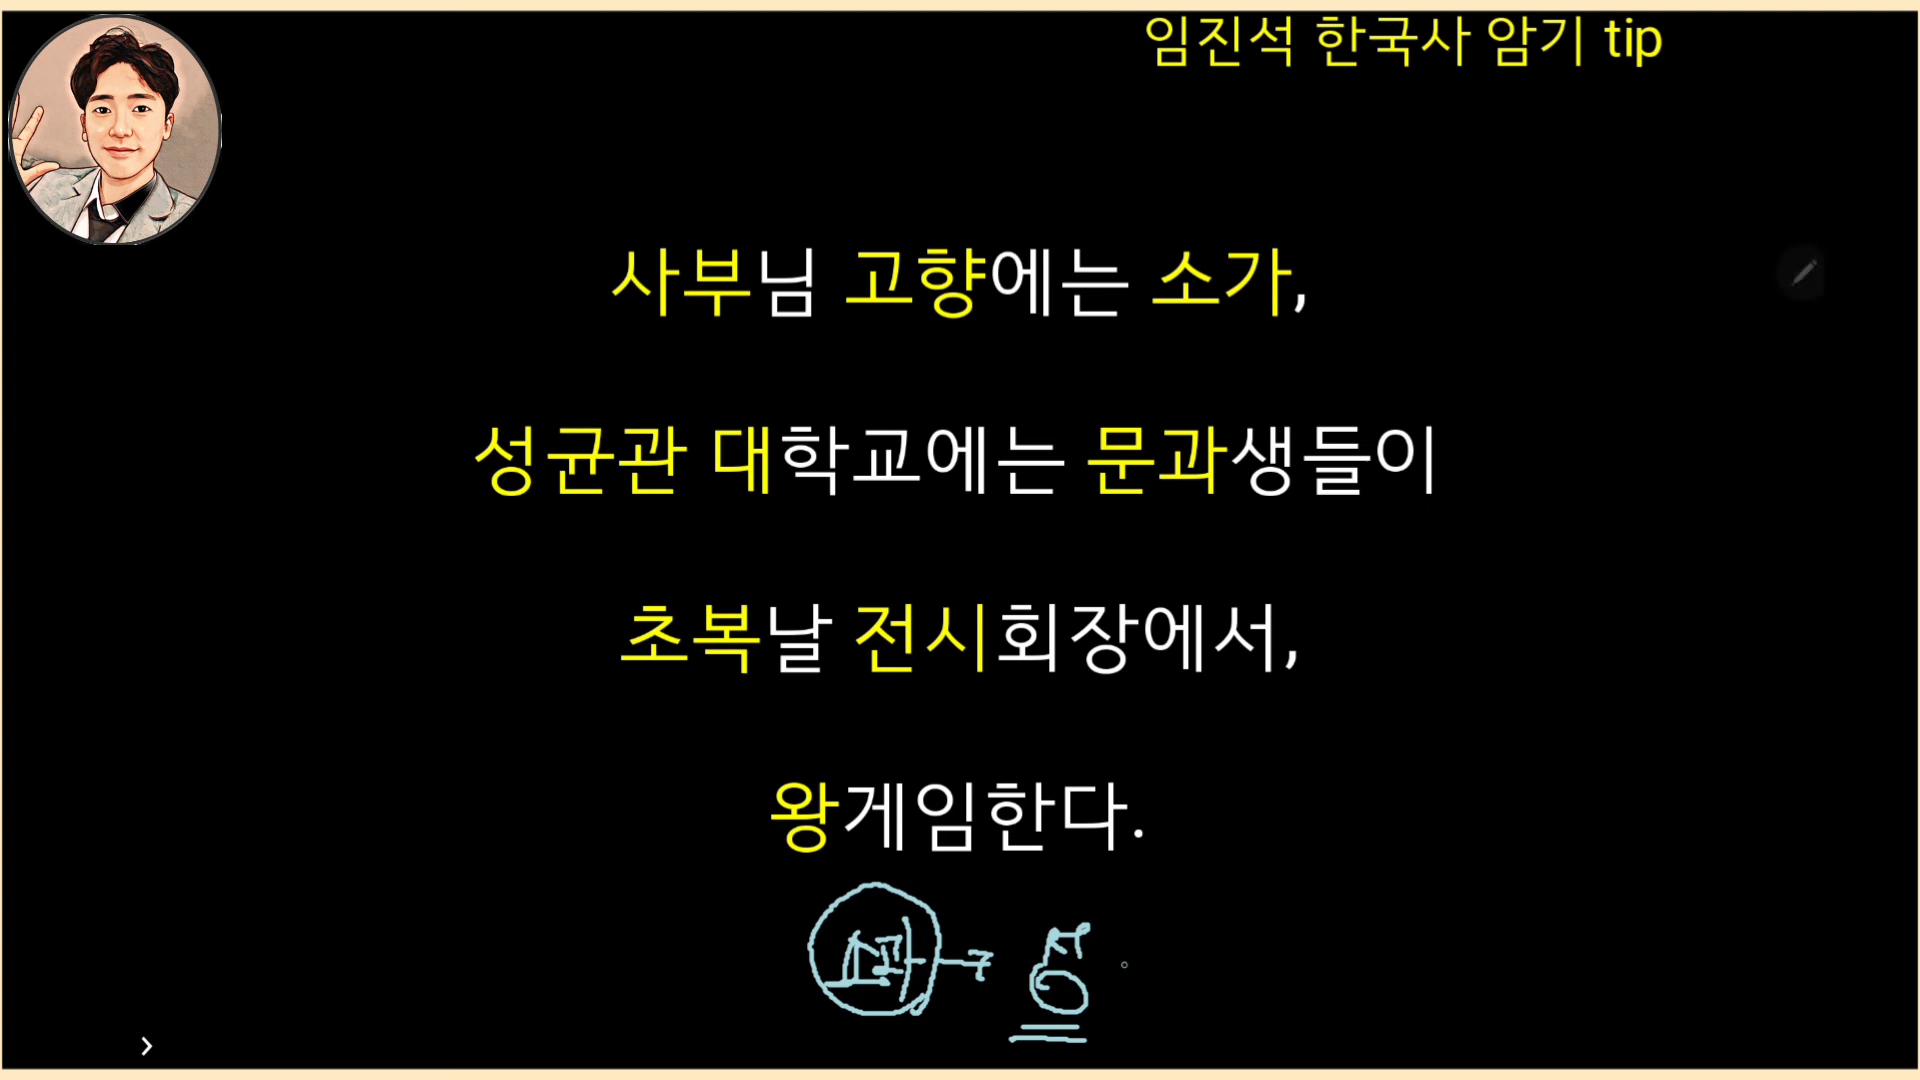 임진석 한국사 암기 tip
사부님 고향에는 소가,
성균관 대학교에는 문과생들이
초복날 전시회장에서,
왕게임한다.